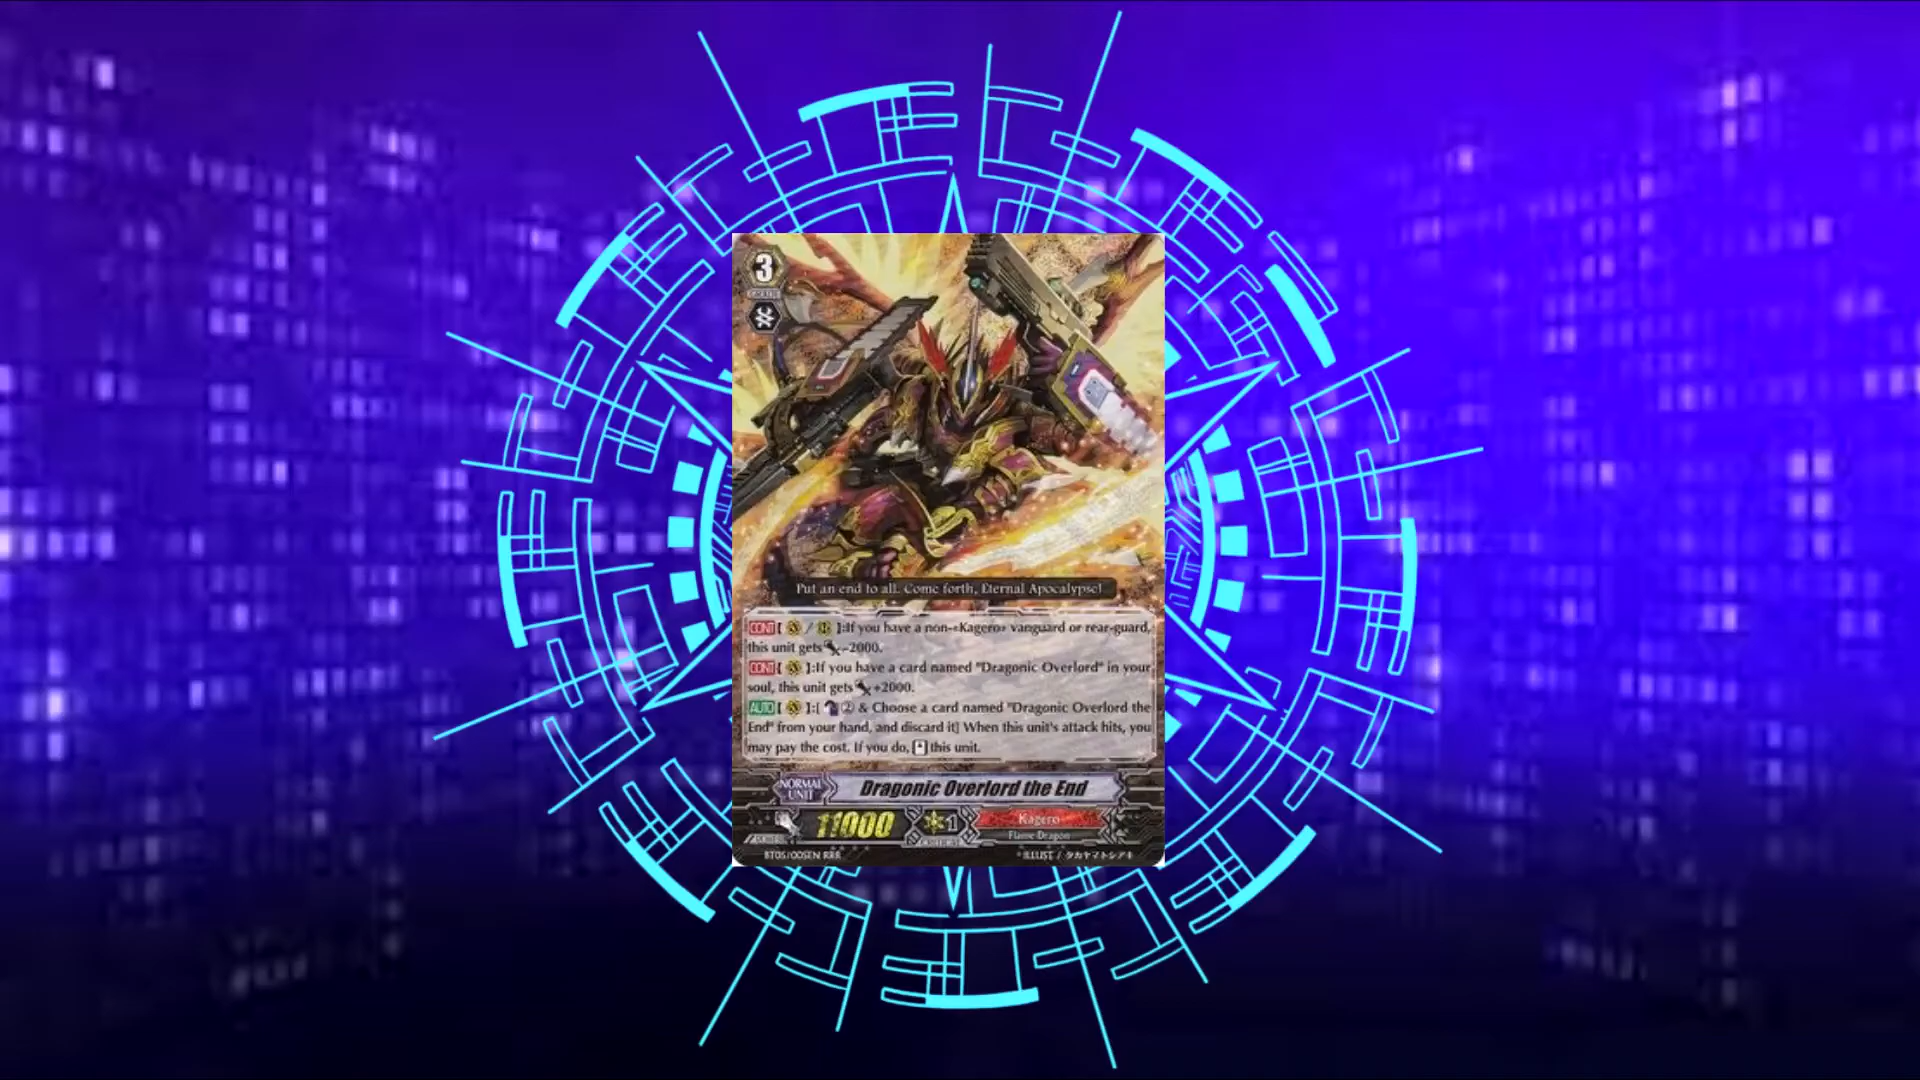 3
GRADE
Put an end to all. Come forth, Eternal Apocalypse!
CONT [ / ]:If you have a non-«Kagero» vanguard or rear-guard,
this unit gets -2000.
CONT [ ]:If you have a card named "Dragonic Overlord" in your
soul, this unit gets +2000.
AUTO [ ]:[ ② & Choose a card named "Dragonic Overlord the
End" from your hand, and discard it] When this unit's attack hits, you
may pay the cost. If you do, this unit.
NORMAL
UNIT
Dragonic Overlord the End
POWER 11000
1
CRITICAL
Kagero
Flame Dragon
BT05/005EN RRR
ILLUST / タカヤマトシアキ